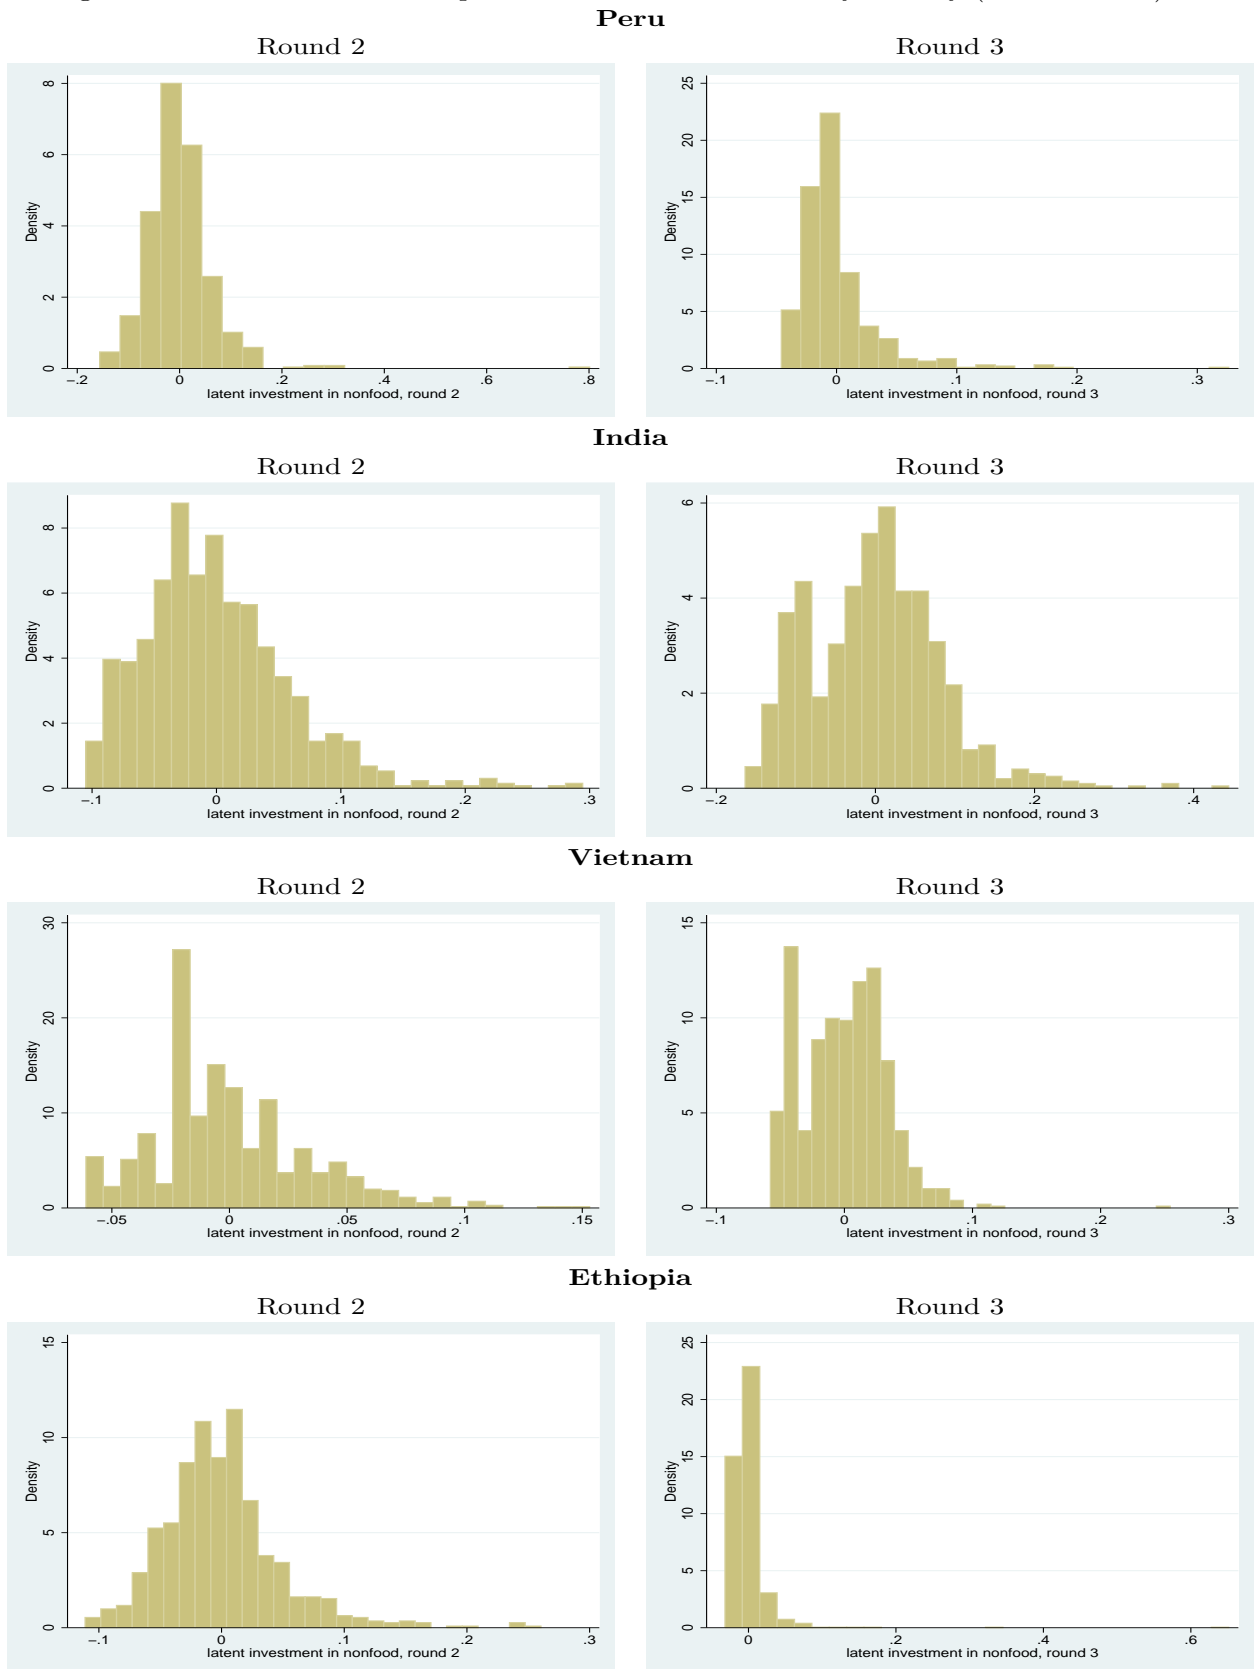 Peru
Round 2 Round 3
8 6 4 2 0
Density
-.2 0 .2 .4 .6 .8
latent investment in nonfood, round 2
25 20 15 10 5 0
Density
-.1 0 .1 .2 .3
latent investment in nonfood, round 3
India
Round 2 Round 3
8 6 4 2 0
Density
-.1 0 .1 .2 .3
latent investment in nonfood, round 2
6 4 2 0
Density
-.2 0 .2 .4
latent investment in nonfood, round 3
Vietnam
Round 2 Round 3
30 20 10 0
Density
-.05 0 .05 .1 .15
latent investment in nonfood, round 2
15 10 5 0
Density
-.1 0 .1 .2 .3
latent investment in nonfood, round 3
Ethiopia
Round 2 Round 3
15 10 5 0
Density
-.1 0 .1 .2 .3
latent investment in nonfood, round 2
25 20 15 10 5 0
Density
0 .2 .4 .6
latent investment in nonfood, round 3